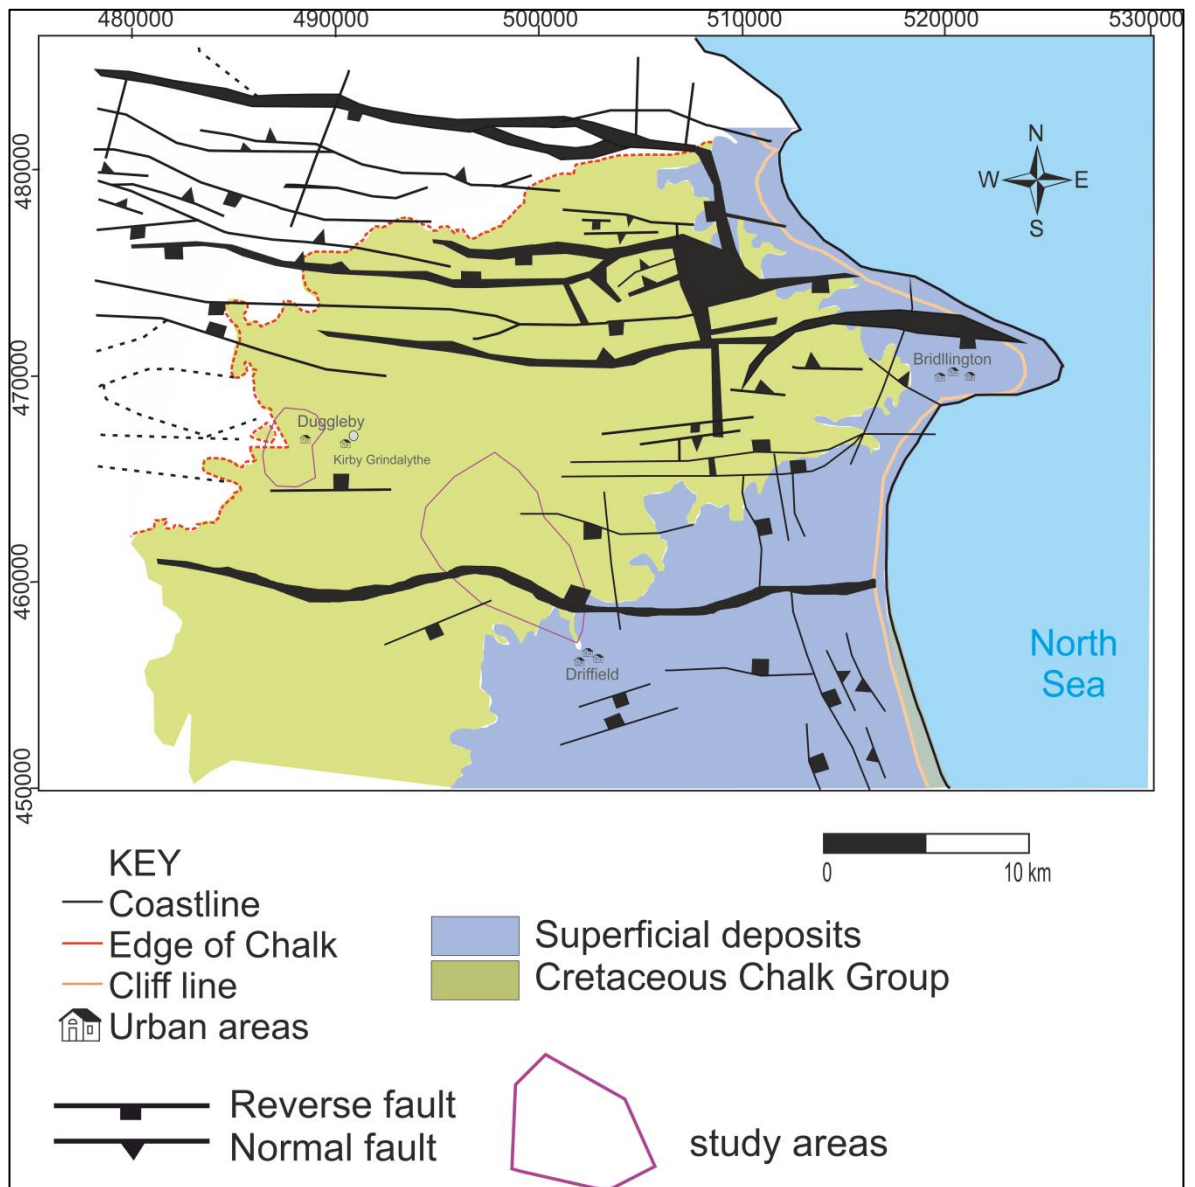 480000 490000 500000 510000 520000 530000
480000
470000
460000
450000
N
W E
S
Bridllington
Duggleby
Kirby Grindalythe
Driffield
North
Sea
0 10 km
KEY
Coastline
Edge of Chalk
Cliff line
Urban areas
Superficial deposits
Cretaceous Chalk Group
Reverse fault
Normal fault
study areas